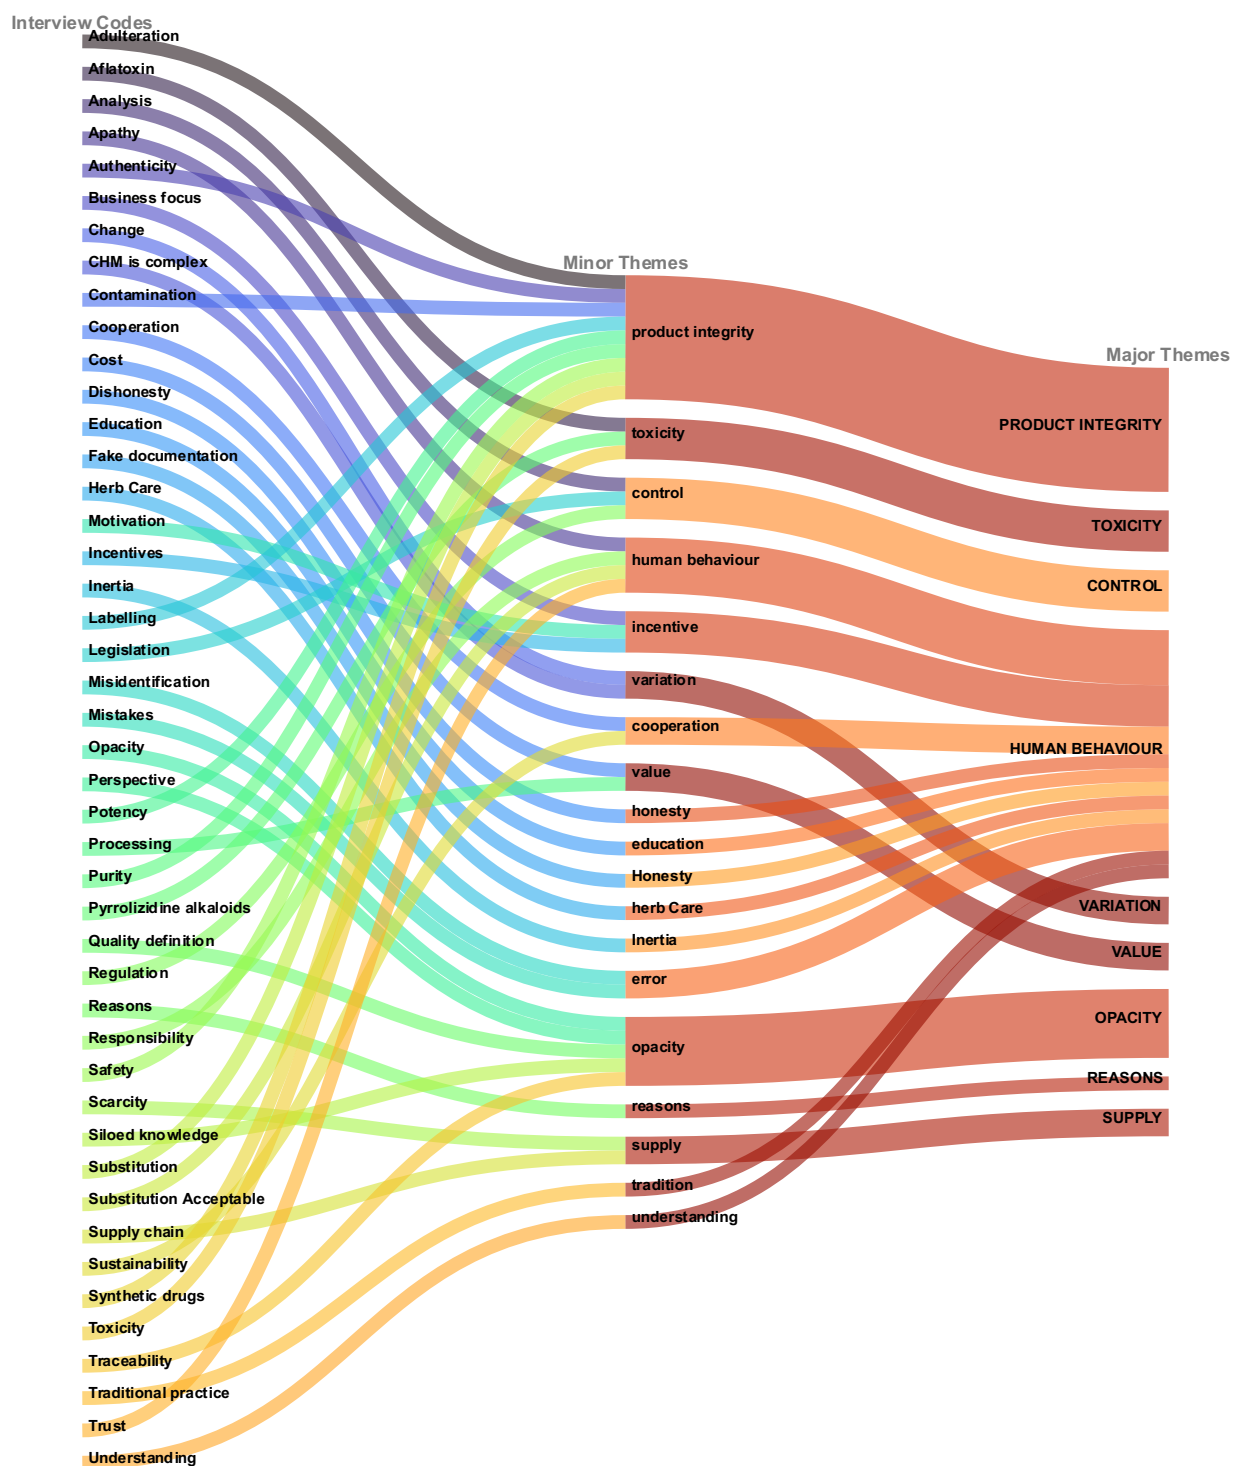 Interview Codes
Adulteration
Aflatoxin
Analysis
Apathy
Authenticity
Business focus
Change
CHM is complex
Contamination
Cooperation
Cost
Dishonesty
Education
Fake documentation
Herb Care
Motivation
Incentives
Inertia
Labelling
Legislation
Misidentification
Mistakes
Opacity
Perspective
Potency
Processing
Purity
Pyrrolizidine alkaloids
Quality definition
Regulation
Reasons
Responsibility
Safety
Scarcity
Siloed knowledge
Substitution
Substitution Acceptable
Supply chain
Sustainability
Synthetic drugs
Toxicity
Traceability
Traditional practice
Trust
Understanding
Minor Themes
product integrity
toxicity
control
human behaviour
incentive
variation
cooperation
value
honesty
education
Honesty
herb Care
Inertia
error
opacity
reasons
supply
tradition
understanding
Major Themes
PRODUCT INTEGRITY
TOXICITY
CONTROL
HUMAN BEHAVIOUR
VARIATION
VALUE
OPACITY
REASONS
SUPPLY